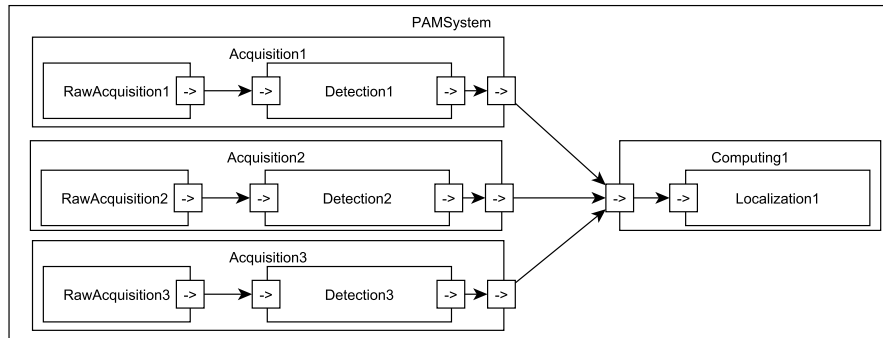 PAMSystem
Acquisition1
RawAcquisition1 -> -> Detection1 -> ->
Acquisition2
RawAcquisition2 -> -> Detection2 -> ->
Acquisition3
RawAcquisition3 -> -> Detection3 -> ->
Computing1
-> -> Localization1